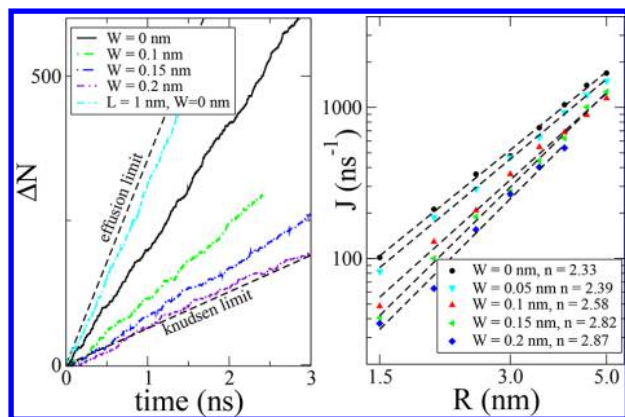 600
W = 0 nm
W = 0.1 nm
W = 0.15 nm
W = 0.2 nm
L = 1 nm, W=0 nm
effusion limit
knudsen limit
ΔN
0
0
1
2
3
time (ns)
1000
100
J (ns⁻¹)
W = 0 nm, n = 2.33
W = 0.05 nm n = 2.39
W = 0.1 nm, n = 2.58
W = 0.15 nm, n = 2.82
W = 0.2 nm, n = 2.87
1.5
3.0
5.0
R (nm)